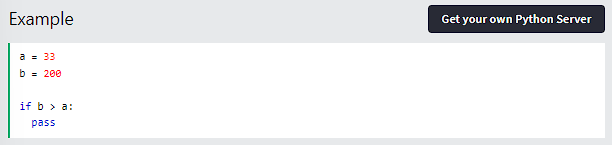 Example
Get your own Python Server
a = 33
b = 200
if b > a:
  pass